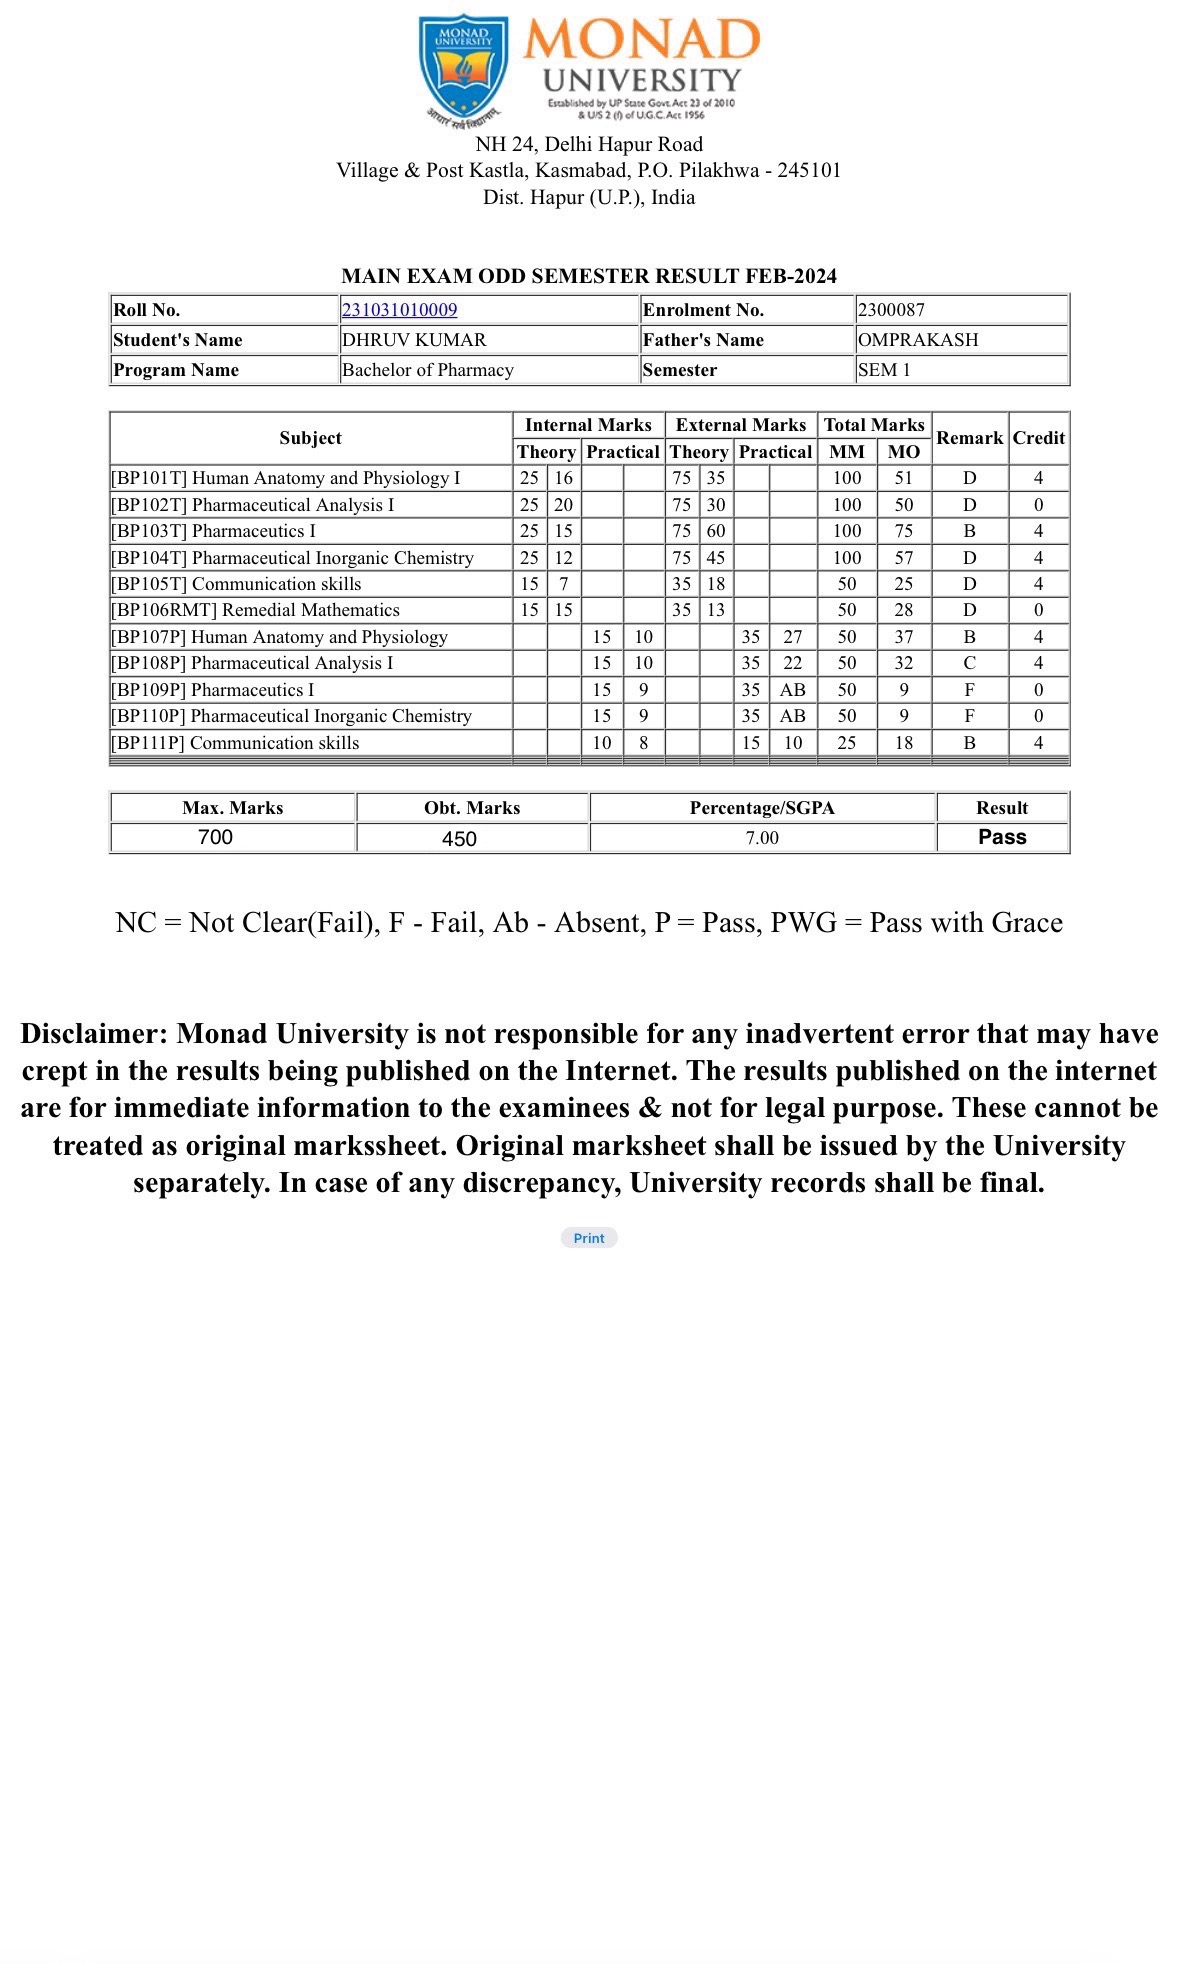 MONAD
UNIVERSITY
MONAD
UNIVERSITY
Established by UP State Govt. Act 23 of 2010
& U/S 2 (f) of U.G.C. Act 1956
NH 24, Delhi Hapur Road
Village & Post Kastla, Kasmabad, P.O. Pilakhwa - 245101
Dist. Hapur (U.P.), India
MAIN EXAM ODD SEMESTER RESULT FEB-2024
Roll No. 231031010009 Enrolment No. 2300087
Student's Name DHRUV KUMAR Father's Name OMPRAKASH
Program Name Bachelor of Pharmacy Semester SEM 1
Subject Internal Marks External Marks Total Marks Remark Credit
Theory Practical Theory Practical MM MO
[BP101T] Human Anatomy and Physiology I 25 16 75 35 100 51 D 4
[BP102T] Pharmaceutical Analysis I 25 20 75 30 100 50 D 0
[BP103T] Pharmaceutics I 25 15 75 60 100 75 B 4
[BP104T] Pharmaceutical Inorganic Chemistry 25 12 75 45 100 57 D 4
[BP105T] Communication skills 15 7 35 18 50 25 D 4
[BP106RMT] Remedial Mathematics 15 15 35 13 50 28 D 0
[BP107P] Human Anatomy and Physiology 15 10 35 27 50 37 B 4
[BP108P] Pharmaceutical Analysis I 15 10 35 22 50 32 C 4
[BP109P] Pharmaceutics I 15 9 35 AB 50 9 F 0
[BP110P] Pharmaceutical Inorganic Chemistry 15 9 35 AB 50 9 F 0
[BP111P] Communication skills 10 8 15 10 25 18 B 4
Max. Marks Obt. Marks Percentage/SGPA Result
700 450 7.00 Pass
NC = Not Clear(Fail), F - Fail, Ab - Absent, P = Pass, PWG = Pass with Grace
Disclaimer: Monad University is not responsible for any inadvertent error that may have
crept in the results being published on the Internet. The results published on the internet
are for immediate information to the examinees & not for legal purpose. These cannot be
treated as original markssheet. Original marksheet shall be issued by the University
separately. In case of any discrepancy, University records shall be final.
Print